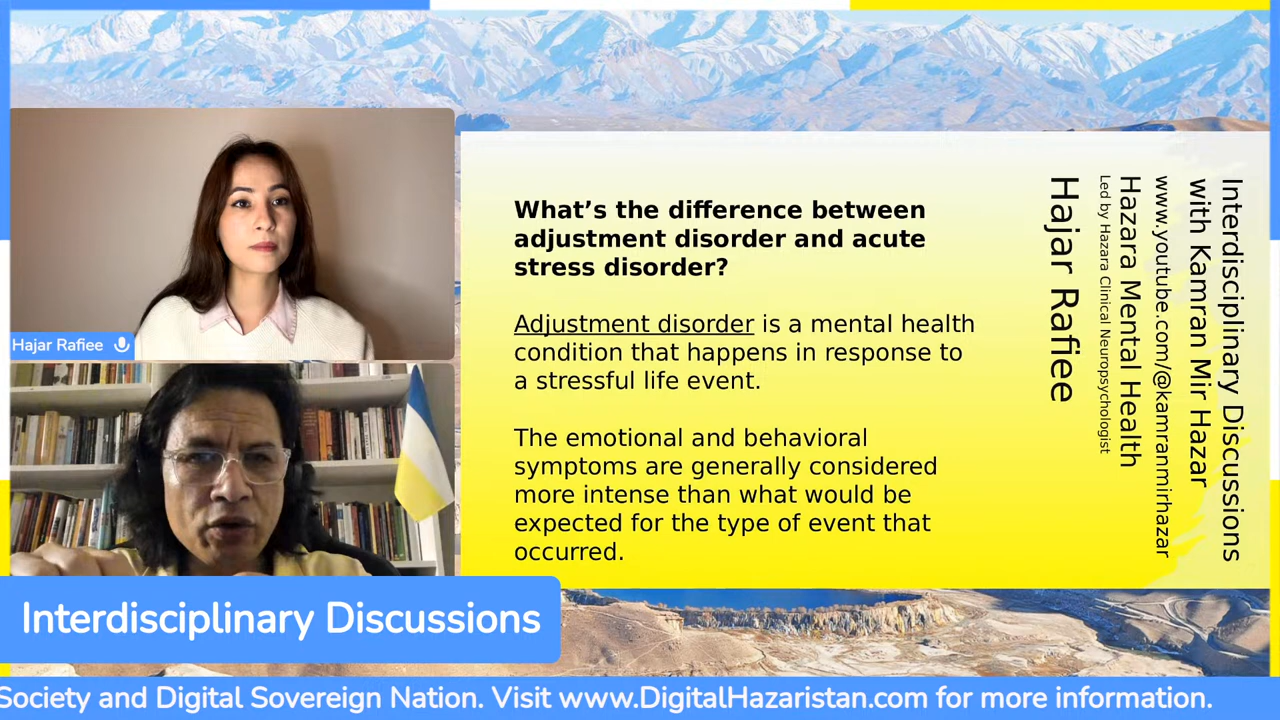 Hajar Rafiee
What’s the difference between
adjustment disorder and acute
stress disorder?
Adjustment disorder is a mental health
condition that happens in response to
a stressful life event.
The emotional and behavioral
symptoms are generally considered
more intense than what would be
expected for the type of event that
occurred.
Interdisciplinary Discussions
with Kamran Mir Hazar
www.youtube.com/@kamranmirhazar
Hazara Mental Health
Led by Hazara Clinical Neuropsychologist
Hajar Rafiee
Interdisciplinary Discussions
Society and Digital Sovereign Nation. Visit www.DigitalHazaristan.com for more information.